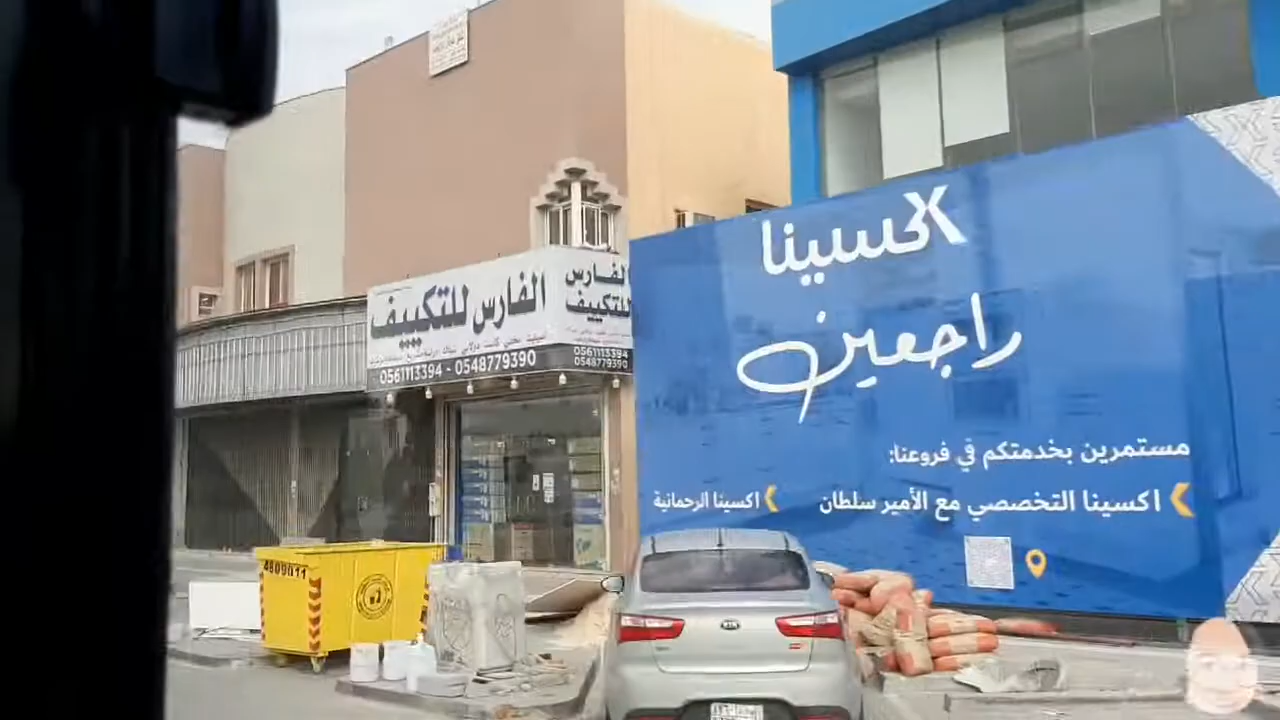 الفارس للتكييف
0561113394 - 0548779390
الفارس
للتكييف
0561113394
0548779390
اكسينا
راجعين
مستمرين بخدمتكم في فروعنا:
اكسينا التخصصي مع الأمير سلطان
اكسينا الرحمانية
4809011
KIA